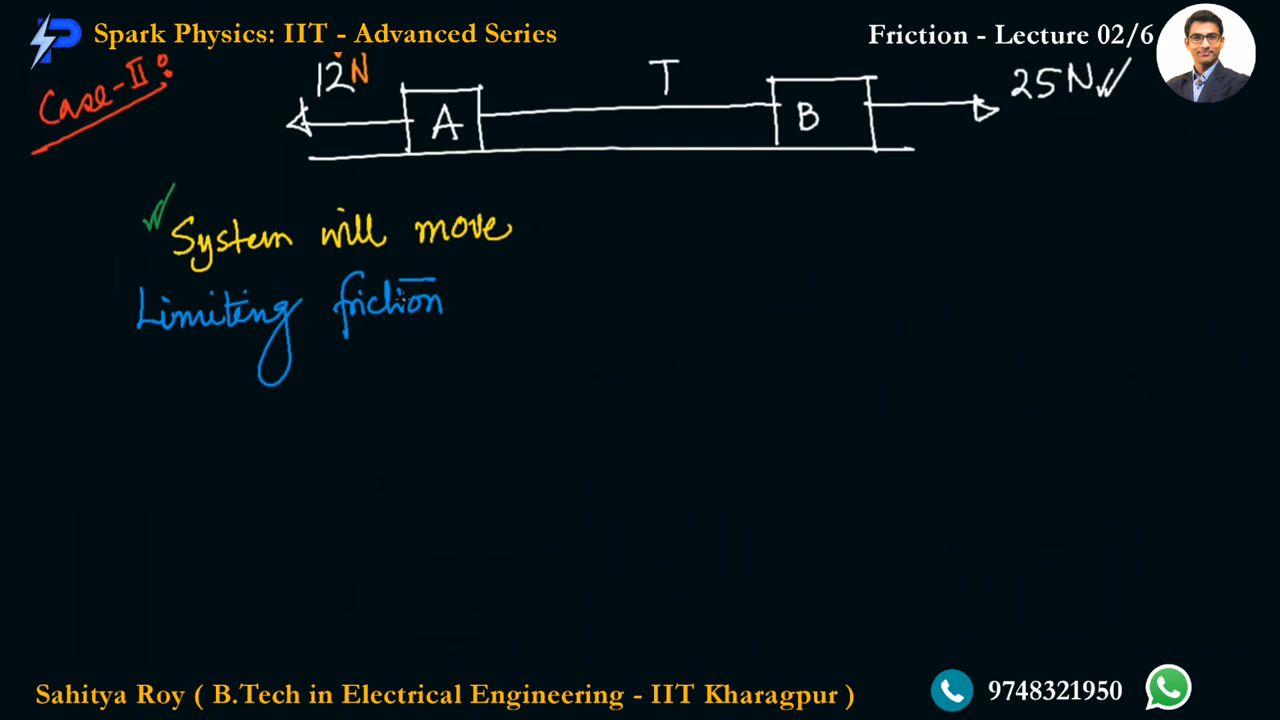 Spark Physics: IIT - Advanced Series
Friction - Lecture 02/6
Case-II:
12N
A
T
B
25N
System will move
Limiting friction
Sahitya Roy ( B.Tech in Electrical Engineering - IIT Kharagpur )
9748321950